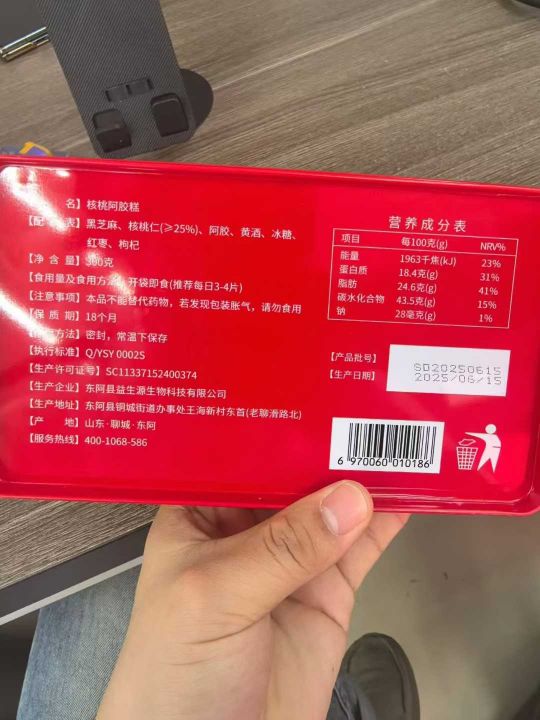 名】核桃阿胶糕
【配 表】黑芝麻、核桃仁(≥25%)、阿胶、黄酒、冰糖、
红枣、枸杞
【净 含 量】300克
【食用量及食用方法】开袋即食(推荐每日3-4片)
【注意事项】本品不能替代药物，若发现包装胀气，请勿食用
【保 质 期】18个月
方法】密封，常温下保存
【执行标准】Q/YSY 0002S
【生产许可证号】SC11337152400374
【生产企业】东阿县益生源生物科技有限公司
【生产地址】东阿县铜城街道办事处王海新村东首(老聊滑路北)
【产 地】山东·聊城·东阿
【服务热线】400-1068-586
营养成分表
项目 每100克(g) NRV%
能量 1963千焦(kJ) 23%
蛋白质 18.4克(g) 31%
脂肪 24.6克(g) 41%
碳水化合物 43.5克(g) 15%
钠 28毫克(g) 1%
【产品批号】 SD20250615
【生产日期】 2025/06/15
6 970060 010186